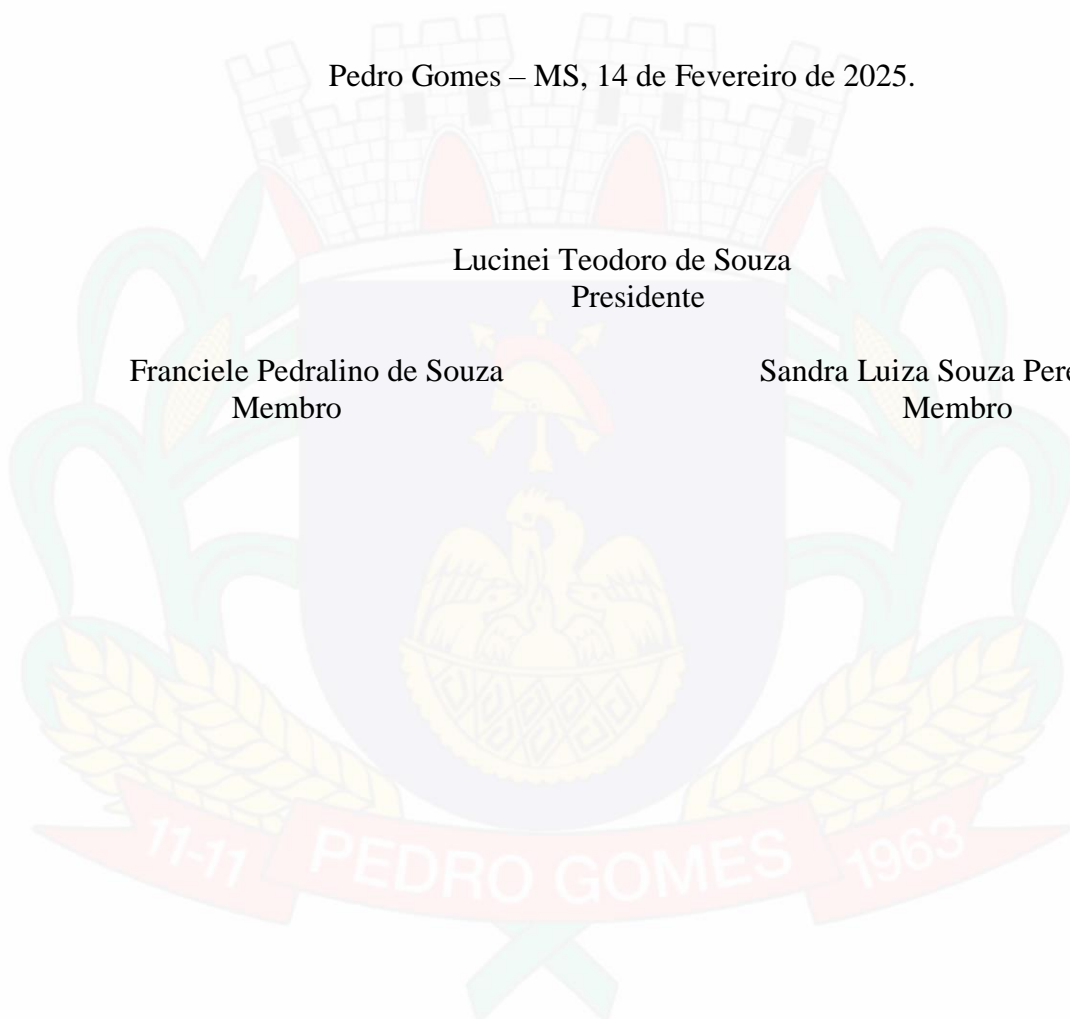 Pedro Gomes – MS, 14 de Fevereiro de 2025.
Lucinei Teodoro de Souza
Presidente
Franciele Pedralino de Souza
Membro
Sandra Luiza Souza
Membro
11-11
PEDRO GOMES
1963